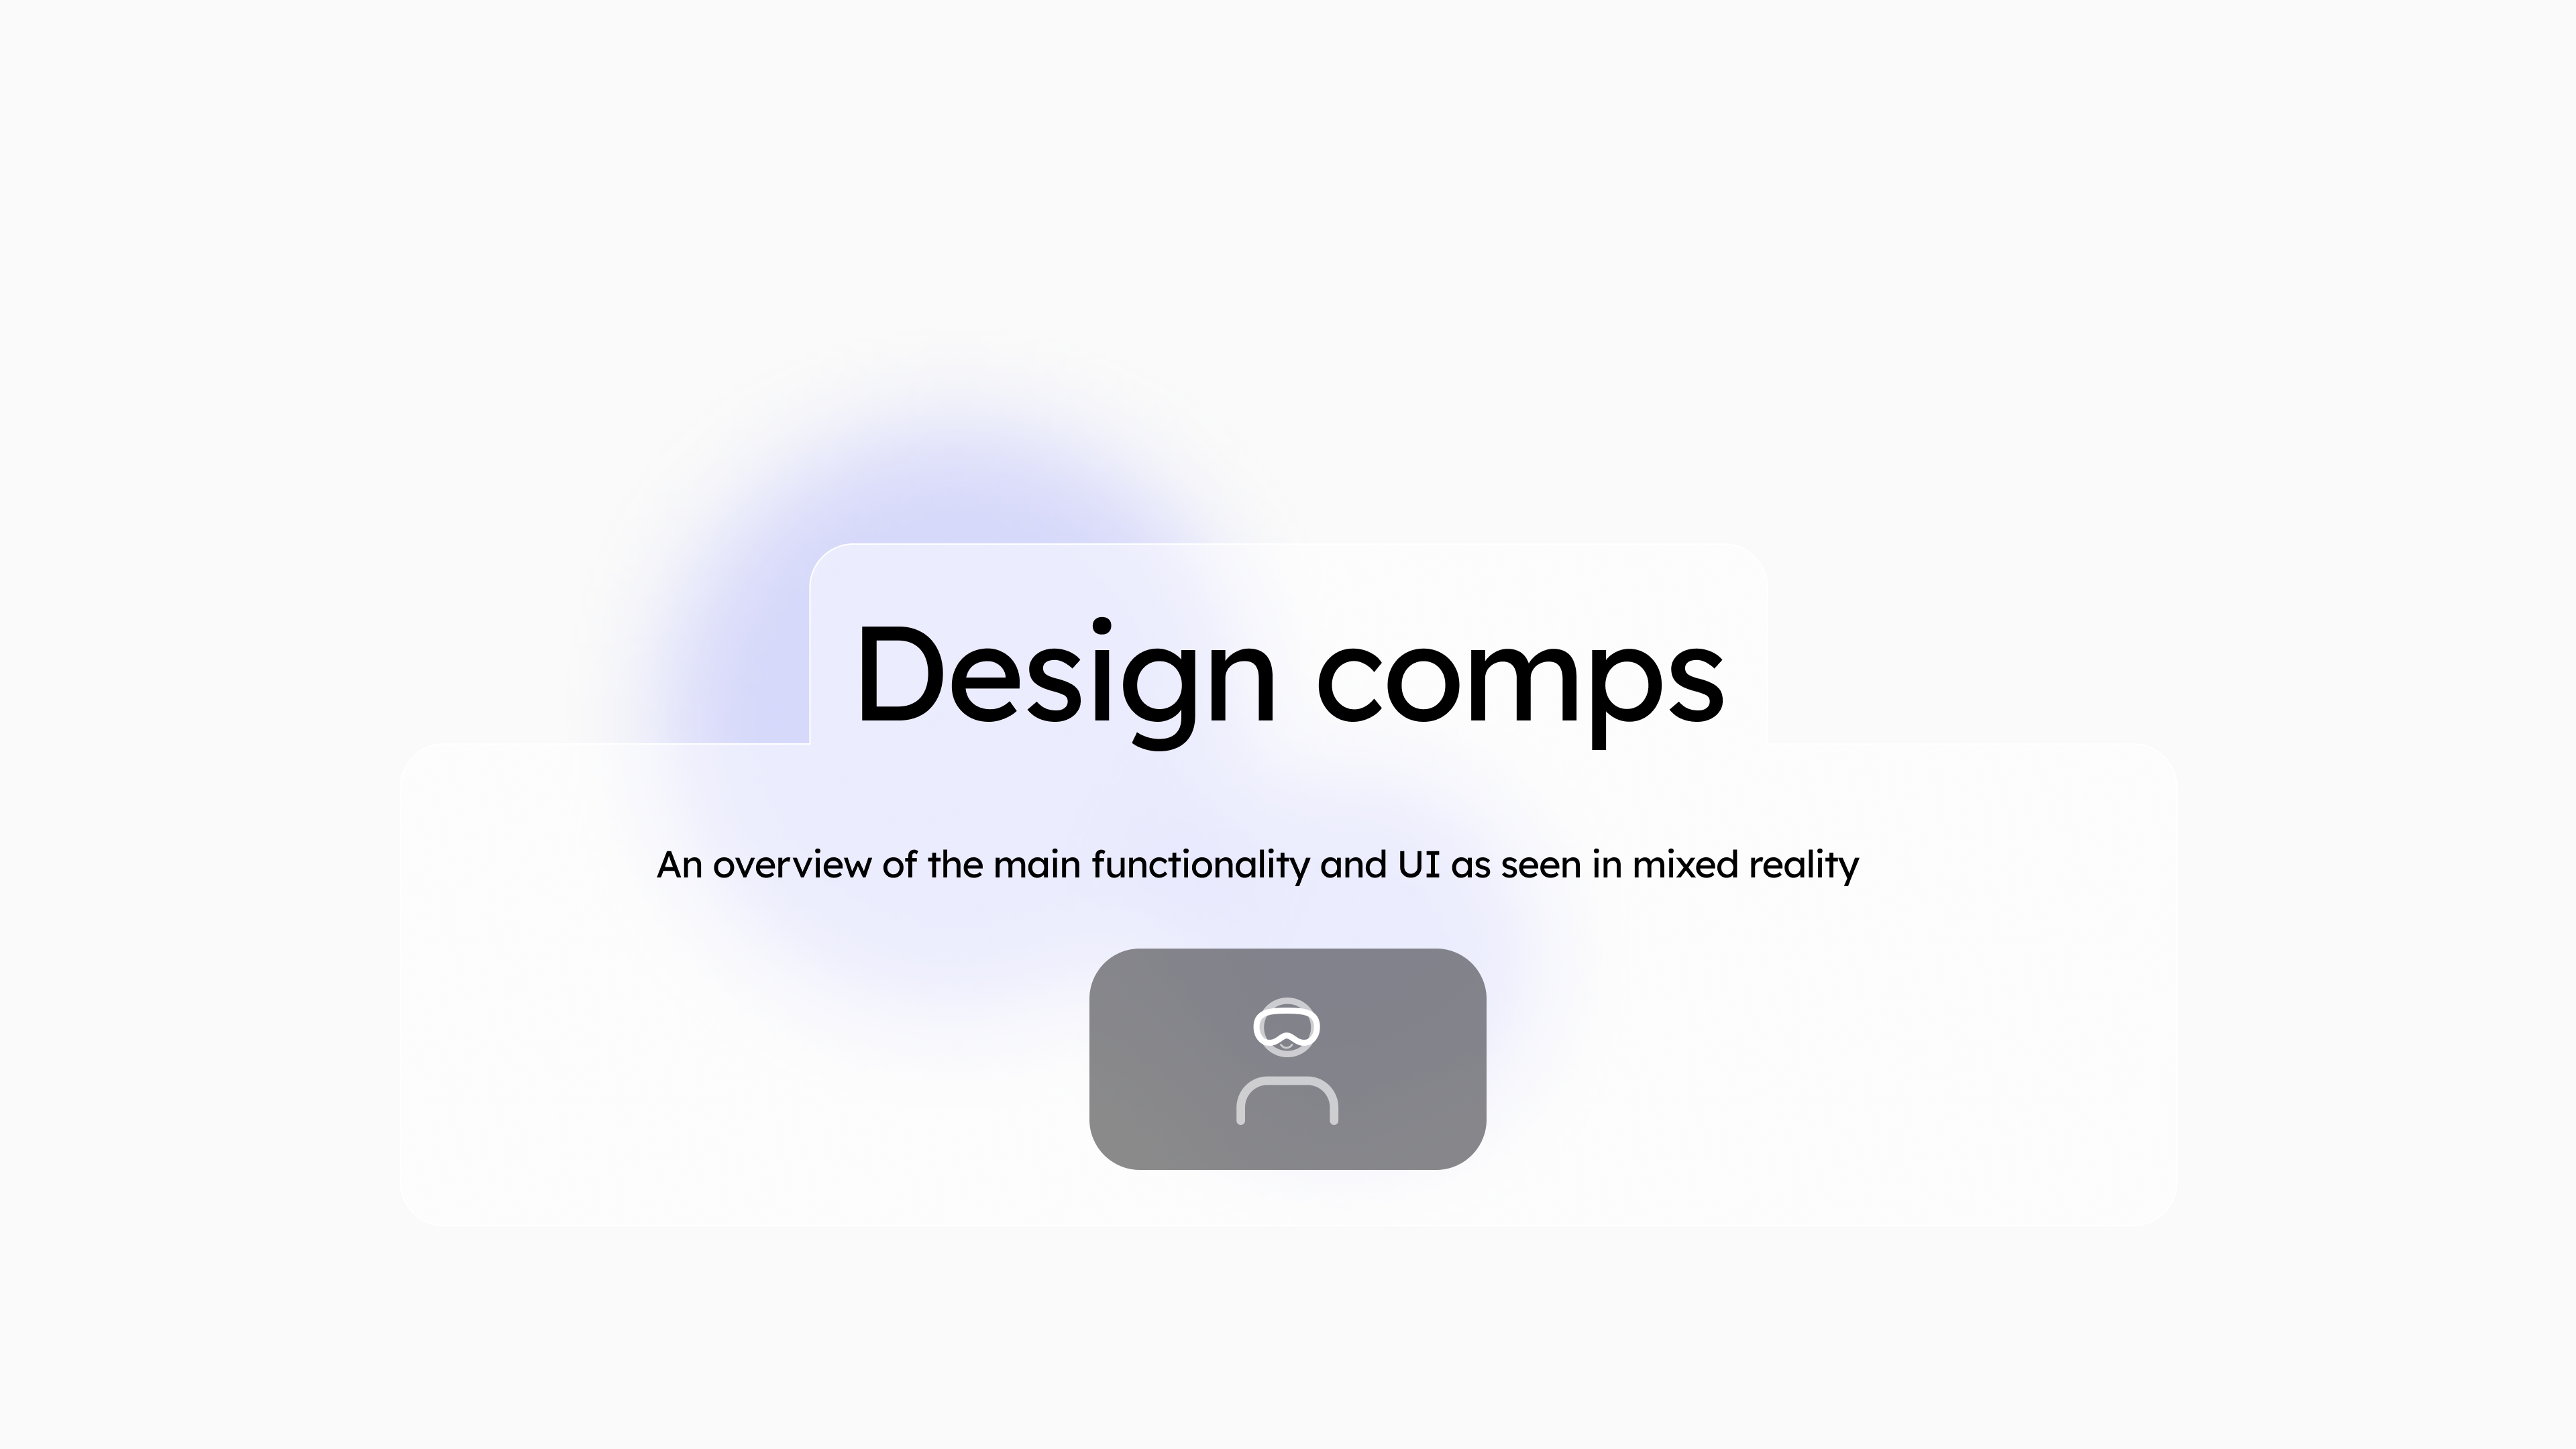 Design comps
An overview of the main functionality and UI as seen in mixed reality